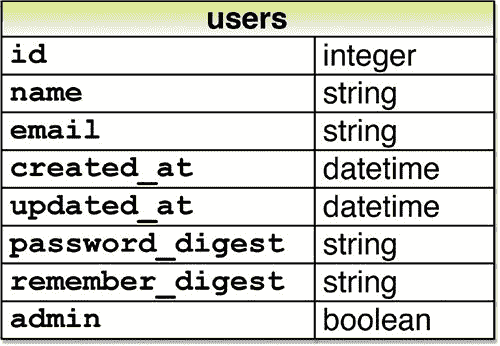 users
id integer
name string
email string
created_at datetime
updated_at datetime
password_digest string
remember_digest string
admin boolean